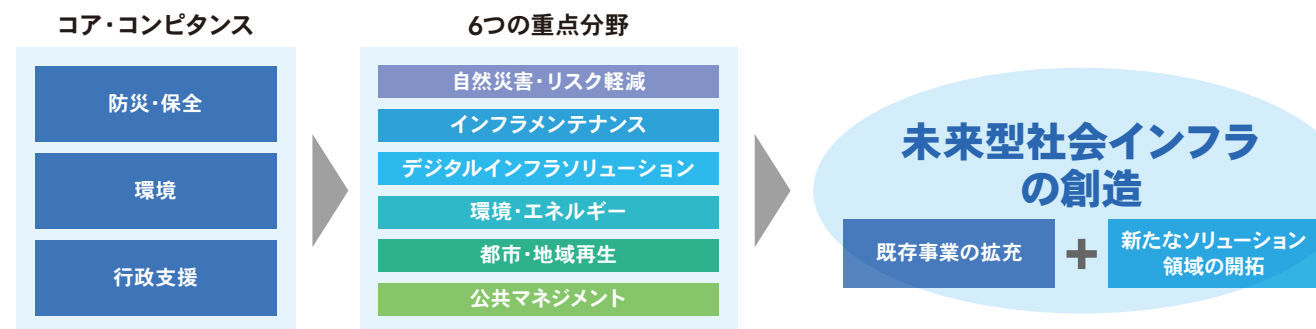 コア・コンピタンス
防災・保全
環境
行政支援
6つの重点分野
自然災害・リスク軽減
インフラメンテナンス
デジタルインフラソリューション
環境・エネルギー
都市・地域再生
公共マネジメント
未来型社会インフラ
の創造
既存事業の拡充
+
新たなソリューション
領域の開拓